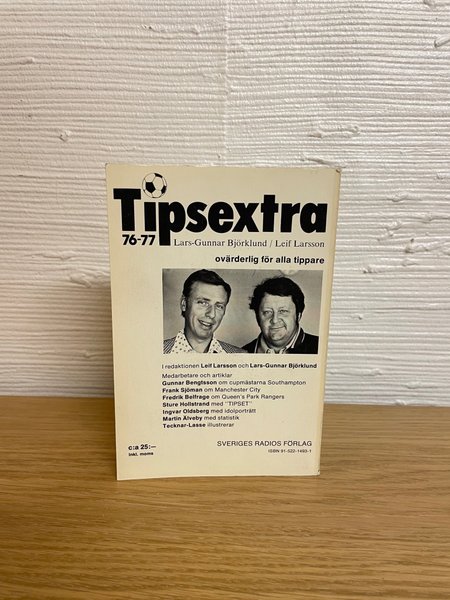 Tipsextra
76-77
Lars-Gunnar Björklund / Leif Larsson
ovärderlig för alla tippare
I redaktionen Leif Larsson och Lars-Gunnar Björklund
Medarbetare och artiklar
Gunnar Bengtsson om cupmästarna Southampton
Frank Sjöman om Manchester City
Fredrik Belfrage om Queen's Park Rangers
Sture Hollstrand med "TIPSET"
Ingvar Oldsberg med idolporträtt
Martin Älveby med statistik
Tecknar-Lasse illustrerar
c:a 25:—
inkl. moms
SVERIGES RADIOS FÖRLAG
ISBN 91-522-1493-1